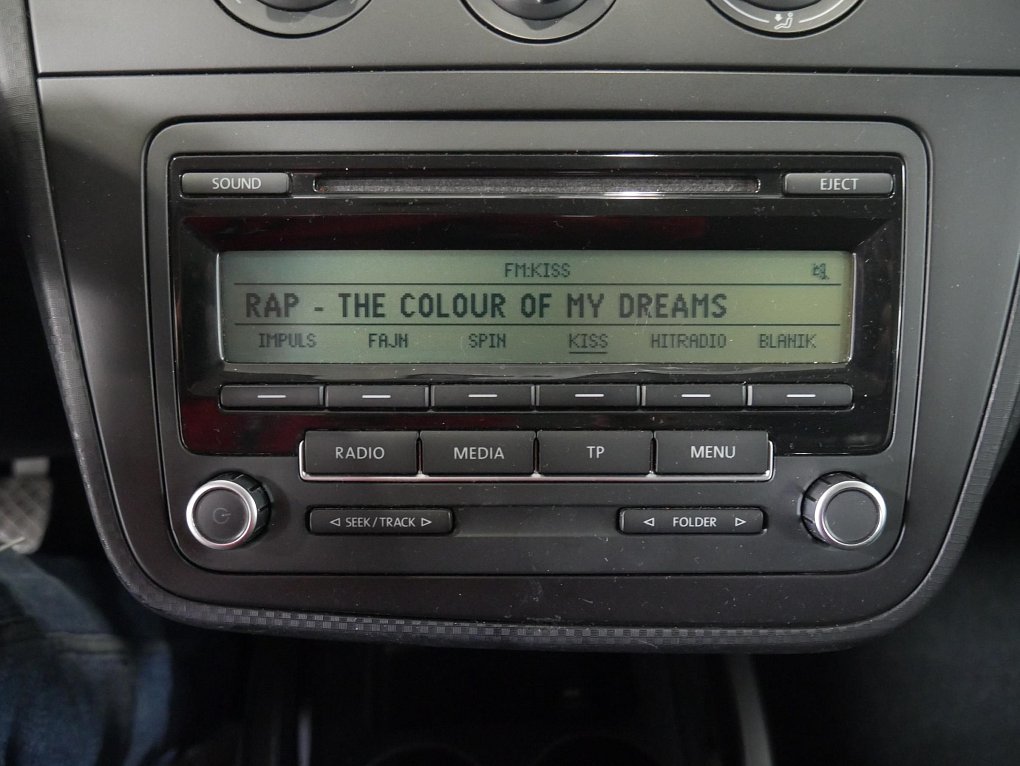 SOUND EJECT
FM:KISS
RAP - THE COLOUR OF MY DREAMS
IMPULS FAJN SPIN KISS HITRADIO BLANIK
RADIO MEDIA TP MENU
◁ SEEK/TRACK ▷ ◁ FOLDER ▷